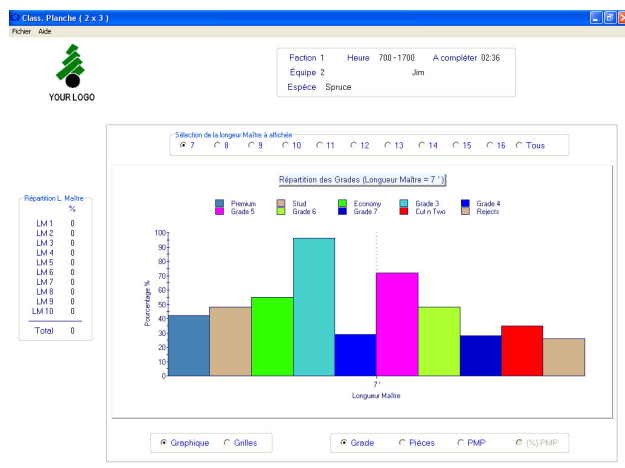 Class. Planche ( 2 x 3 )
Fichier Aide
YOUR LOGO
Faction 1 Heure 700-1700 A compléter 02:36
Équipe 2 Jim
Espèce Spruce
Sélection de la longeur Maître à affichée
7 8 9 10 11 12 13 14 15 16 Tous
Répartition des Grades (Longueur Maître = 7 ' )
Premium Stud Economy Grade 3 Grade 4
Grade 5 Grade 6 Grade 7 Cut n Two Rejects
Répartition L. Maître
%
LM 1 0
LM 2 0
LM 3 0
LM 4 0
LM 5 0
LM 6 0
LM 7 0
LM 8 0
LM 9 0
LM 10 0
Total 0
Pourcentage %
100
90
80
70
60
50
40
30
20
10
0
7 '
Longueur Maître
Graphique Grilles Grade Pièces PMP (%) PMP